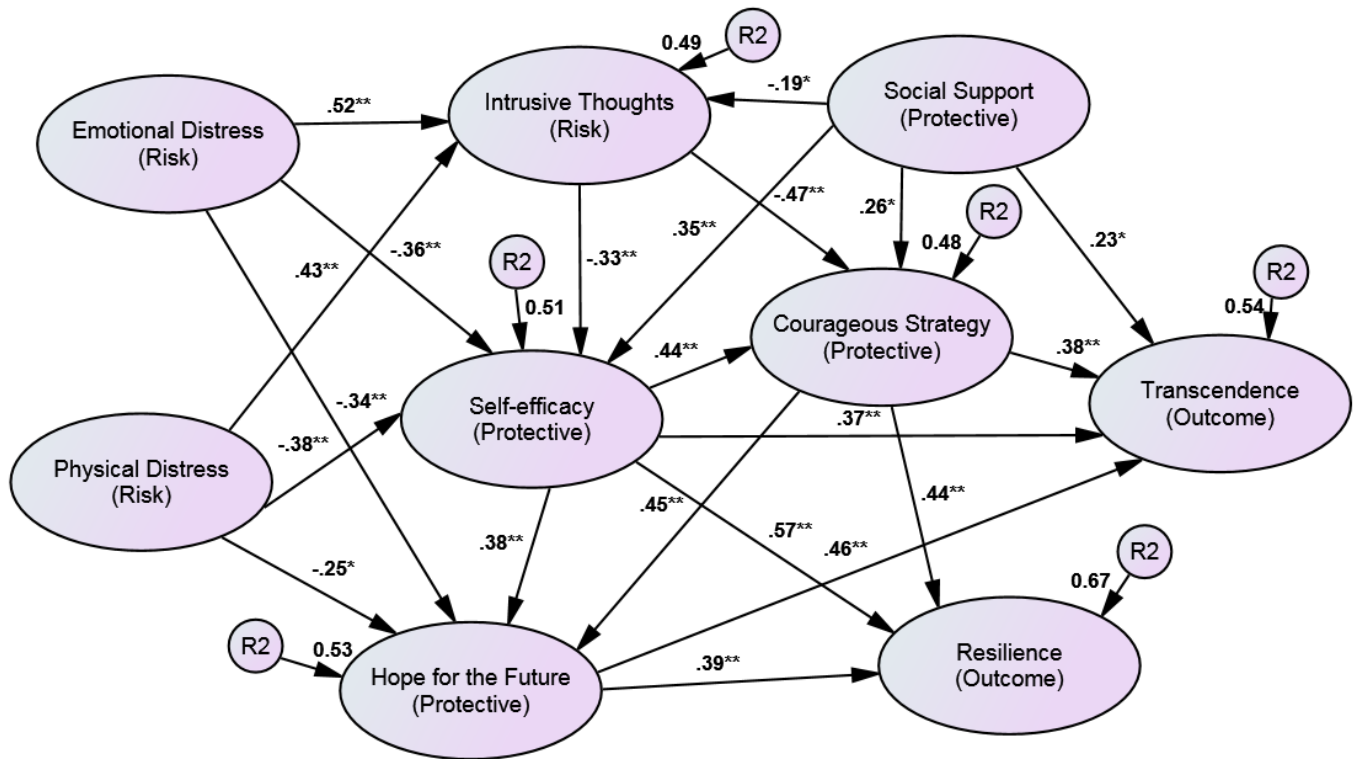 0.49
R2
Emotional Distress
(Risk)
.52**
Intrusive Thoughts
(Risk)
-.19*
Social Support
(Protective)
.43**
-.36**
R2
0.51
-.33**
.35**
-.47**
.26*
R2
0.48
.23*
R2
0.54
Courageous Strategy
(Protective)
.44**
.38**
Transcendence
(Outcome)
Self-efficacy
(Protective)
.37**
-.34**
-.38**
Physical Distress
(Risk)
-.25*
.38**
.45**
.57**
.46**
.44**
R2
0.67
R2
0.53
Hope for the Future
(Protective)
.39**
Resilience
(Outcome)